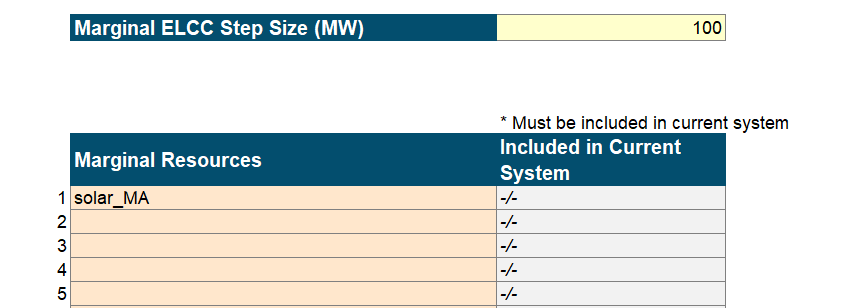 Marginal ELCC Step Size (MW) 100
* Must be included in current system
Marginal Resources Included in Current
System
1 solar_MA -/-
2 -/-
3 -/-
4 -/-
5 -/-